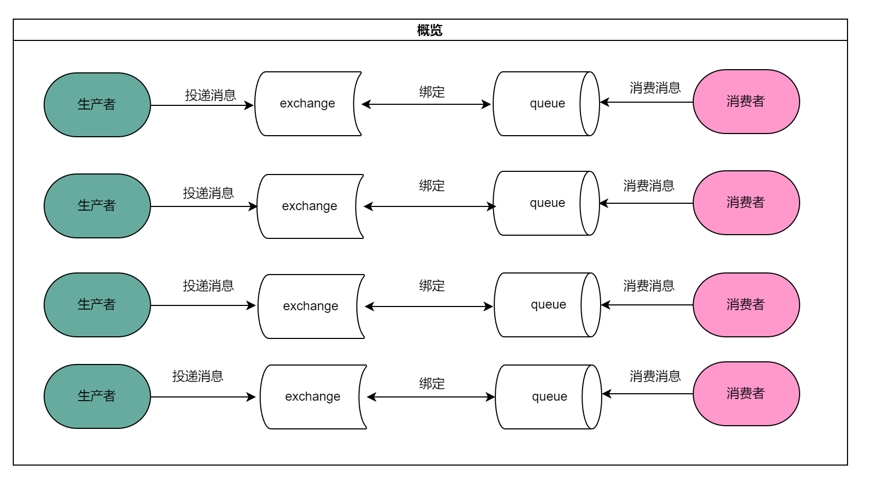 概览
生产者
投递消息
exchange
绑定
queue
消费消息
消费者
生产者
投递消息
exchange
绑定
queue
消费消息
消费者
生产者
投递消息
exchange
绑定
queue
消费消息
消费者
生产者
投递消息
exchange
绑定
queue
消费消息
消费者